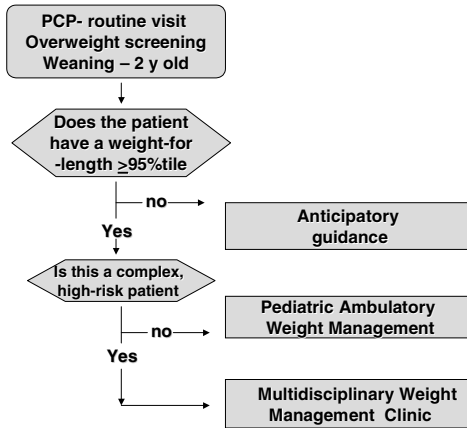 PCP- routine visit
Overweight screening
Weaning – 2 y old
Does the patient
have a weight-for
-length ≥95%tile
no
Anticipatory
guidance
Yes
Is this a complex,
high-risk patient
no
Pediatric Ambulatory
Weight Management
Yes
Multidisciplinary Weight
Management Clinic